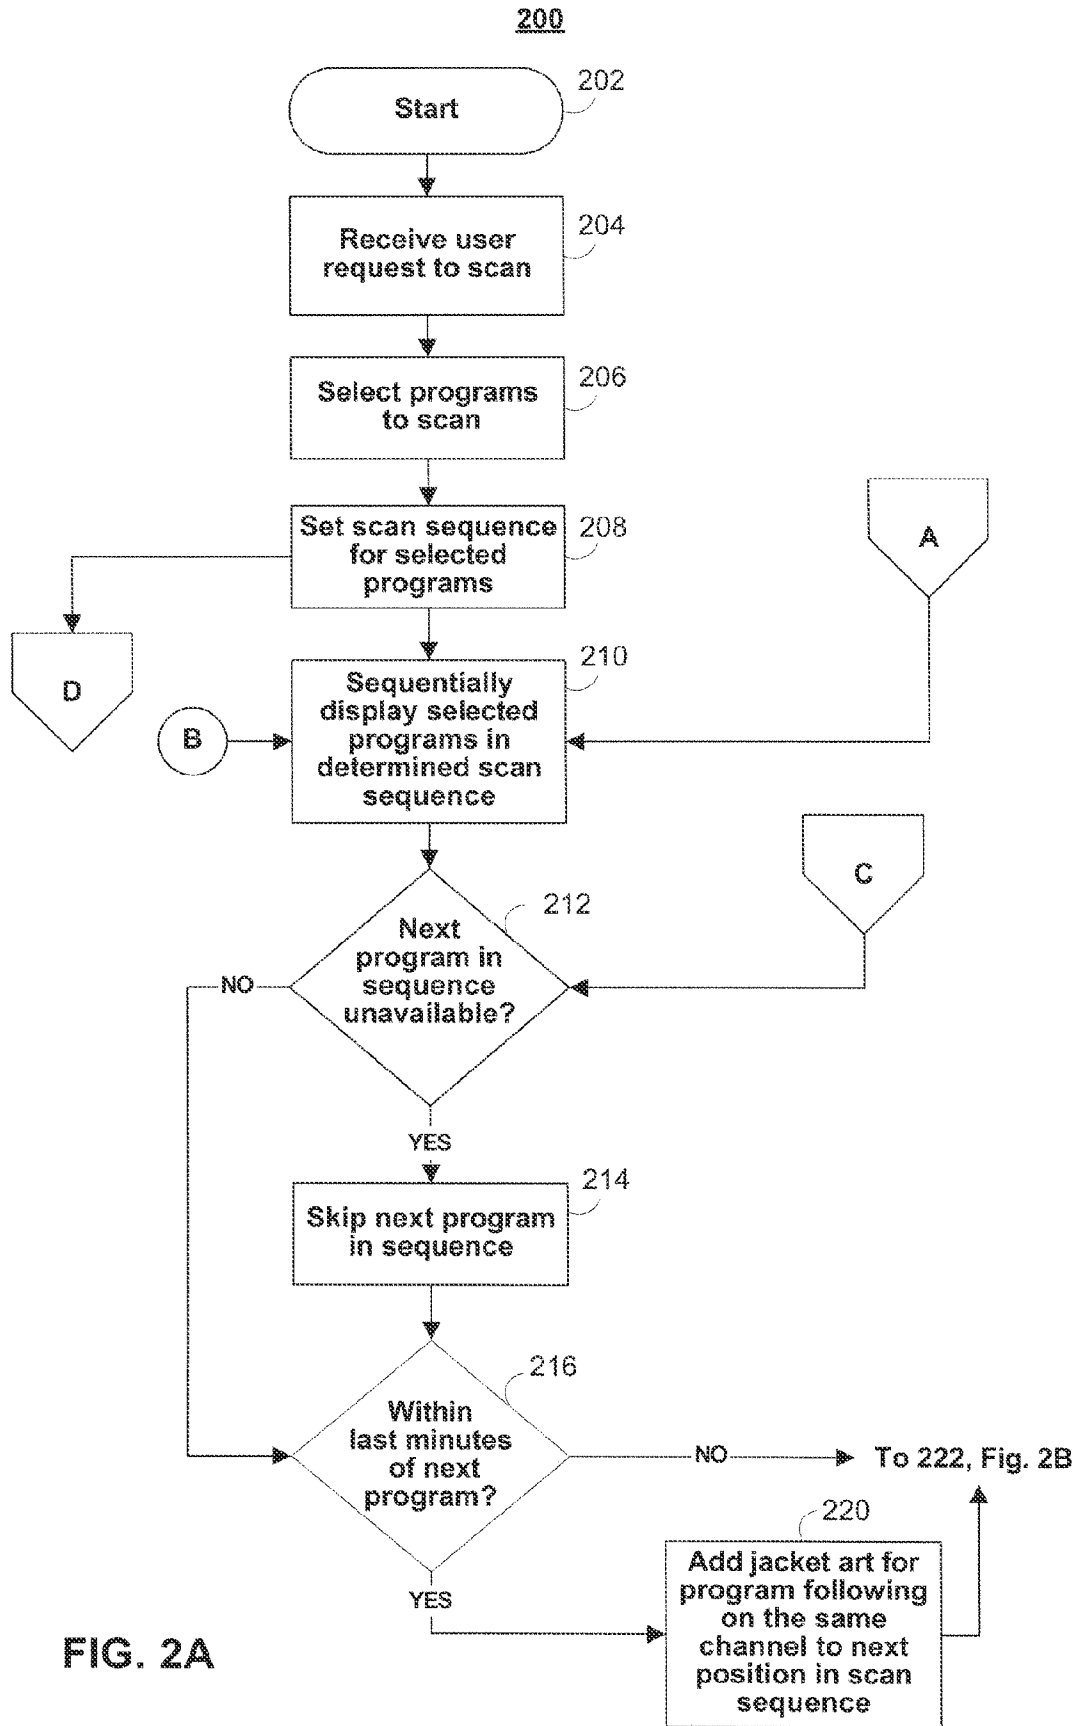 200
Start
202
Receive user
request to scan
204
Select programs
to scan
206
Set scan sequence
for selected
programs
208
A
D
B
Sequentially
display selected
programs in
determined scan
sequence
210
C
Next
program in
sequence
unavailable?
212
NO
YES
Skip next program
in sequence
214
Within
last minutes
of next
program?
216
NO
To 222, Fig. 2B
YES
220
Add jacket art for
program following
on the same
channel to next
position in scan
sequence
FIG. 2A